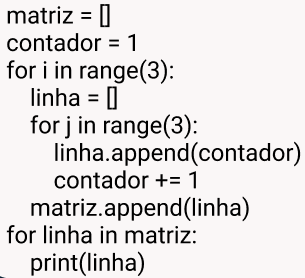 matriz = []
contador = 1
for i in range(3):
    linha = []
    for j in range(3):
        linha.append(contador)
        contador += 1
    matriz.append(linha)
for linha in matriz:
    print(linha)